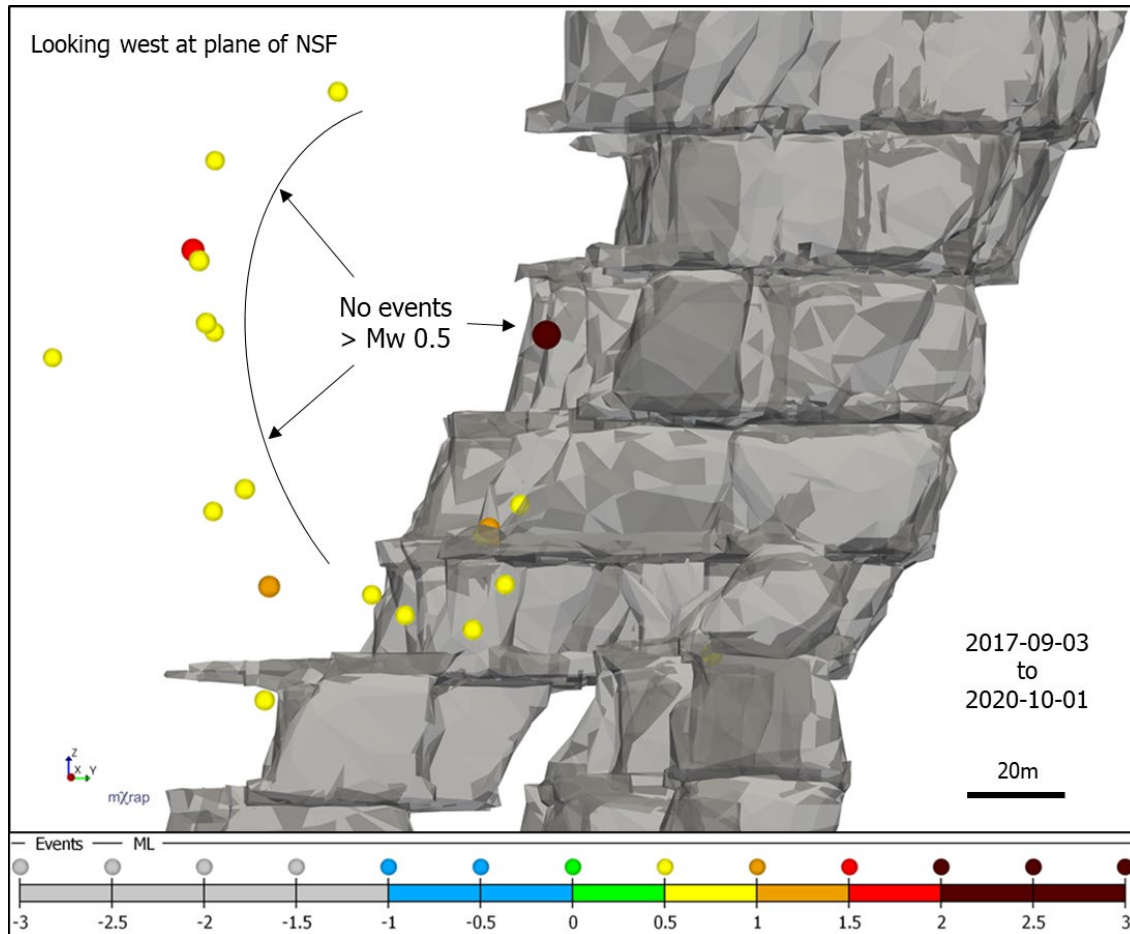 Looking west at plane of NSF
No events
> Mw 0.5
2017-09-03
to
2020-10-01
20m
Z
X
Y
mχrap
Events ML
-3 -2.5 -2 -1.5 -1 -0.5 0 0.5 1 1.5 2 2.5 3